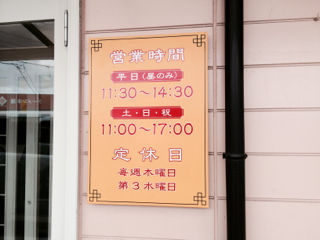 営業時間
平日(昼のみ)
11:30〜14:30
土・日・祝
11:00〜17:00
定休日
毎週木曜日
第3水曜日